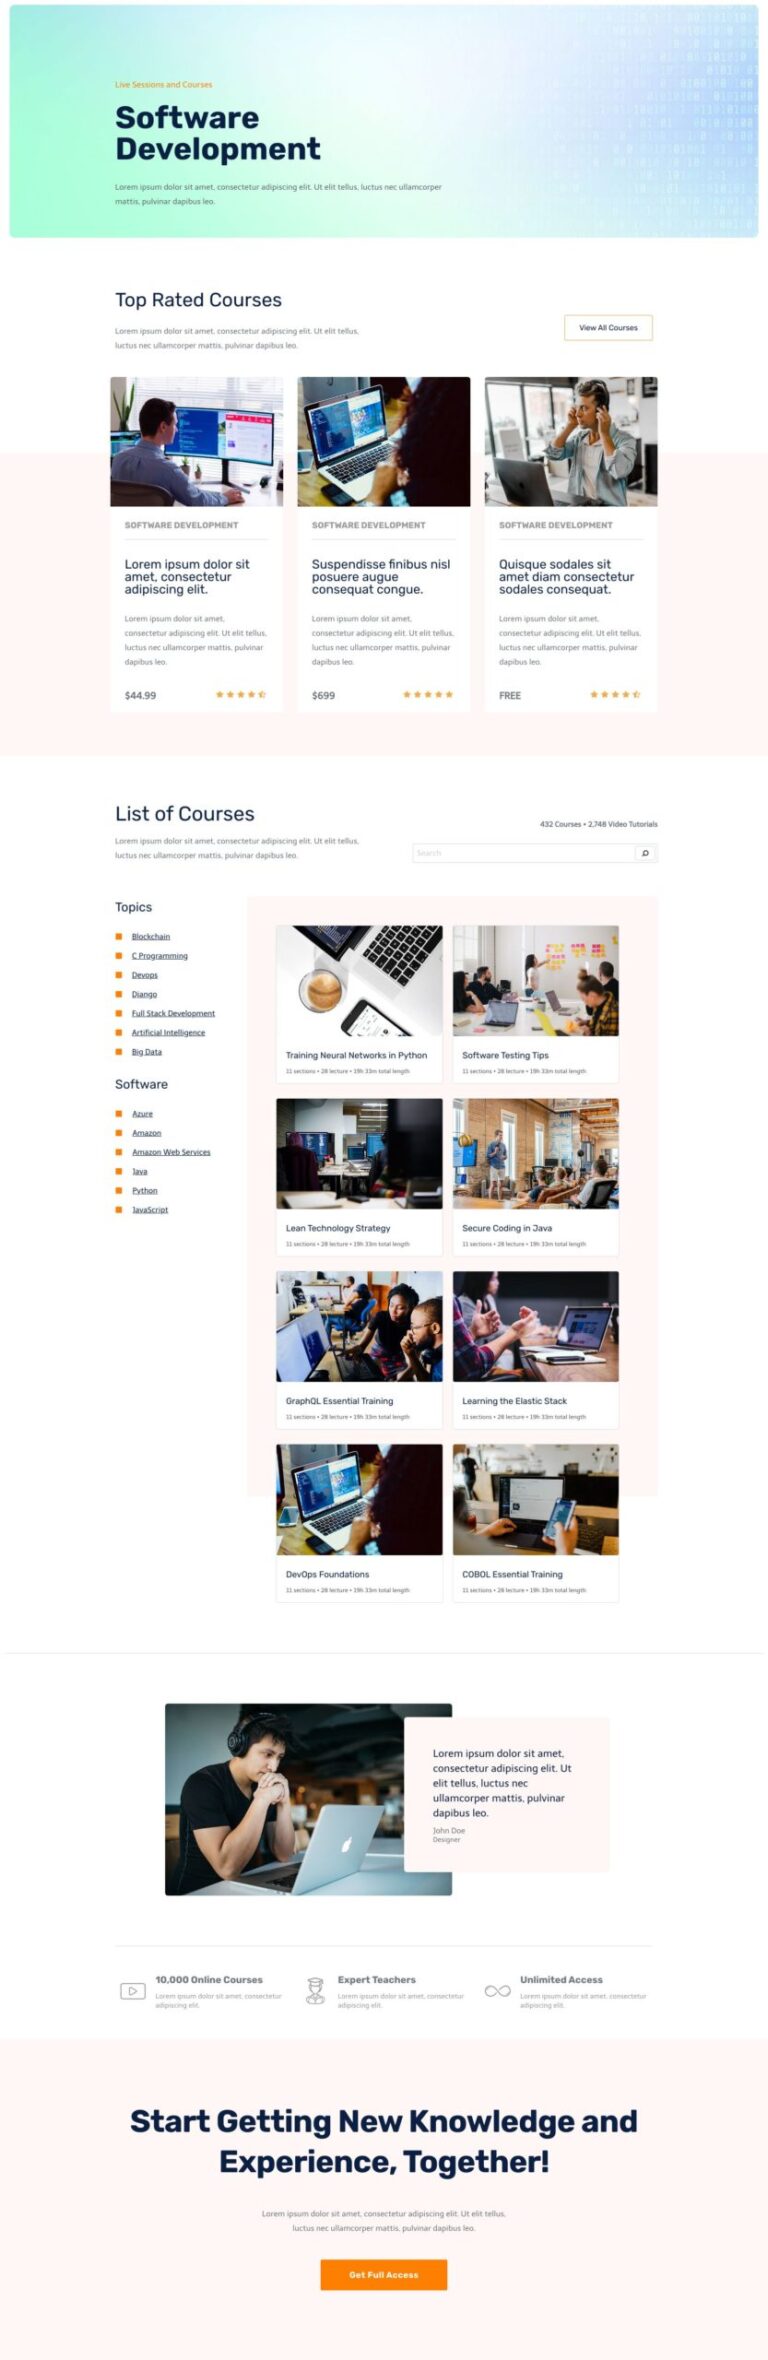 Live Sessions and Courses
Software
Development
Lorem ipsum dolor sit amet, consectetur adipiscing elit. Ut elit tellus, luctus nec ullamcorper
mattis, pulvinar dapibus leo.
Top Rated Courses
Lorem ipsum dolor sit amet, consectetur adipiscing elit. Ut elit tellus,
luctus nec ullamcorper mattis, pulvinar dapibus leo.
View All Courses
SOFTWARE DEVELOPMENT
Lorem ipsum dolor sit
amet, consectetur
adipiscing elit.
Lorem ipsum dolor sit amet,
consectetur adipiscing elit. Ut elit tellus,
luctus nec ullamcorper mattis, pulvinar
dapibus leo.
$44.99
SOFTWARE DEVELOPMENT
Suspendisse finibus nisl
posuere augue
consequat congue.
Lorem ipsum dolor sit amet,
consectetur adipiscing elit. Ut elit tellus,
luctus nec ullamcorper mattis, pulvinar
dapibus leo.
$699
SOFTWARE DEVELOPMENT
Quisque sodales sit
amet diam consectetur
sodales consequat.
Lorem ipsum dolor sit amet,
consectetur adipiscing elit. Ut elit tellus,
luctus nec ullamcorper mattis, pulvinar
dapibus leo.
FREE
List of Courses
Lorem ipsum dolor sit amet, consectetur adipiscing elit. Ut elit tellus,
luctus nec ullamcorper mattis, pulvinar dapibus leo.
432 Courses • 2,748 Video Tutorials
Search
Topics
Blockchain
C Programming
Devops
Django
Full Stack Development
Artificial Intelligence
Big Data
Software
Azure
Amazon
Amazon Web Services
Java
Python
JavaScript
Training Neural Networks in Python
11 sections • 28 lecture • 19h 33m total length
Software Testing Tips
11 sections • 28 lecture • 19h 33m total length
Lean Technology Strategy
11 sections • 28 lecture • 19h 33m total length
Secure Coding in Java
11 sections • 28 lecture • 19h 33m total length
GraphQL Essential Training
11 sections • 28 lecture • 19h 33m total length
Learning the Elastic Stack
11 sections • 28 lecture • 19h 33m total length
DevOps Foundations
11 sections • 28 lecture • 19h 33m total length
COBOL Essential Training
11 sections • 28 lecture • 19h 33m total length
Lorem ipsum dolor sit amet,
consectetur adipiscing elit. Ut
elit tellus, luctus nec
ullamcorper mattis, pulvinar
dapibus leo.
John Doe
Designer
10,000 Online Courses
Lorem ipsum dolor sit amet, consectetur
adipiscing elit.
Expert Teachers
Lorem ipsum dolor sit amet, consectetur
adipiscing elit.
Unlimited Access
Lorem ipsum dolor sit amet, consectetur
adipiscing elit.
Start Getting New Knowledge and
Experience, Together!
Lorem ipsum dolor sit amet, consectetur adipiscing elit. Ut elit tellus,
luctus nec ullamcorper mattis, pulvinar dapibus leo.
Get Full Access